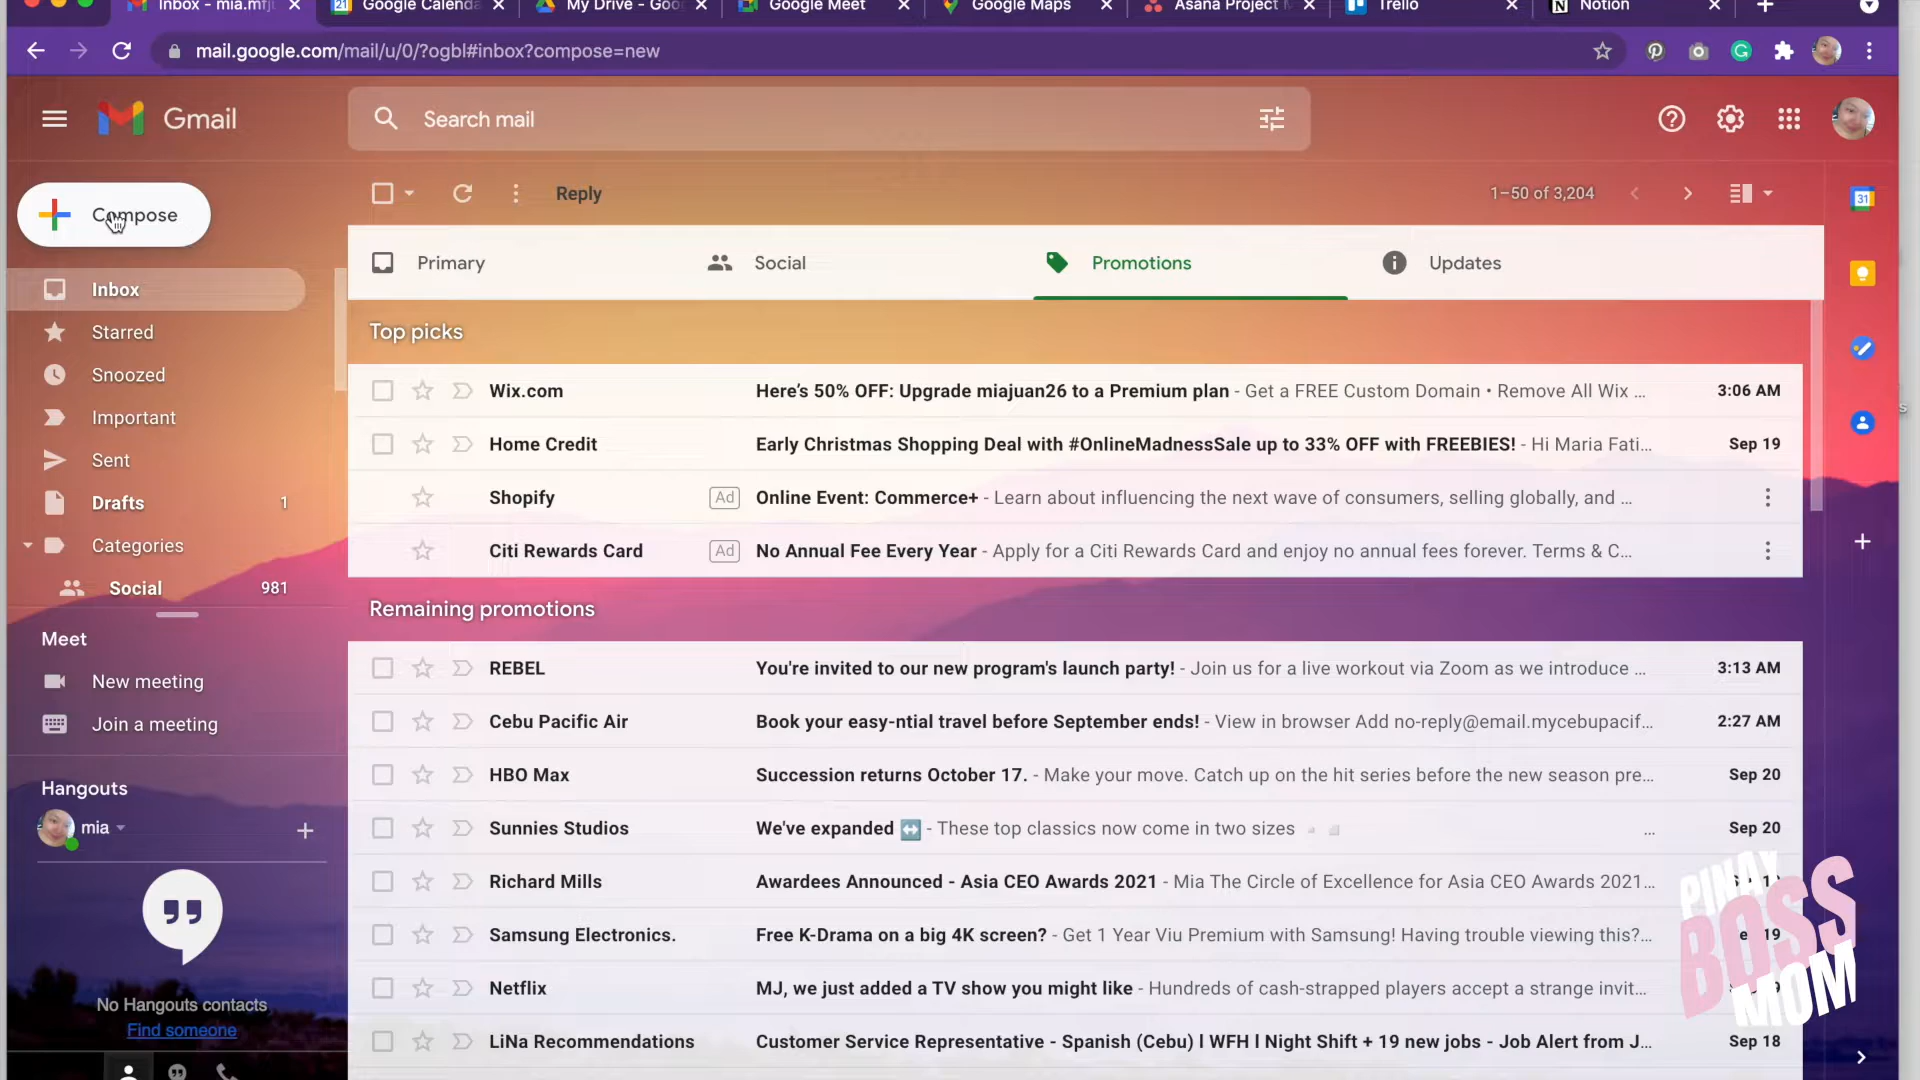 Inbox - mia.mfj
Google Calenda
My Drive - Goo
Google Meet
Google Maps
Asana Project M
Trello
Notion
mail.google.com/mail/u/0/?ogbl#inbox?compose=new
Gmail
Search mail
Compose
Reply
1–50 of 3,204
Primary
Social
Promotions
Updates
Inbox
Starred
Snoozed
Important
Sent
Drafts 1
Categories
Social 981
Meet
New meeting
Join a meeting
Hangouts
mia
No Hangouts contacts
Find someone
Top picks
Wix.com Here's 50% OFF: Upgrade miajuan26 to a Premium plan - Get a FREE Custom Domain • Remove All Wix ... 3:06 AM
Home Credit Early Christmas Shopping Deal with #OnlineMadnessSale up to 33% OFF with FREEBIES! - Hi Maria Fati... Sep 19
Shopify Ad Online Event: Commerce+ - Learn about influencing the next wave of consumers, selling globally, and ...
Citi Rewards Card Ad No Annual Fee Every Year - Apply for a Citi Rewards Card and enjoy no annual fees forever. Terms & C...
Remaining promotions
REBEL You're invited to our new program's launch party! - Join us for a live workout via Zoom as we introduce ... 3:13 AM
Cebu Pacific Air Book your easy-ntial travel before September ends! - View in browser Add no-reply@email.mycebupacif... 2:27 AM
HBO Max Succession returns October 17. - Make your move. Catch up on the hit series before the new season pre... Sep 20
Sunnies Studios We've expanded ↔️ - These top classics now come in two sizes ▫️ ◽ ... Sep 20
Richard Mills Awardees Announced - Asia CEO Awards 2021 - Mia The Circle of Excellence for Asia CEO Awards 2021...
Samsung Electronics. Free K-Drama on a big 4K screen? - Get 1 Year Viu Premium with Samsung! Having trouble viewing this?...
Netflix MJ, we just added a TV show you might like - Hundreds of cash-strapped players accept a strange invit...
LiNa Recommendations Customer Service Representative - Spanish (Cebu) l WFH l Night Shift + 19 new jobs - Job Alert from J... Sep 18
31
PINAY
BOSS
MOM